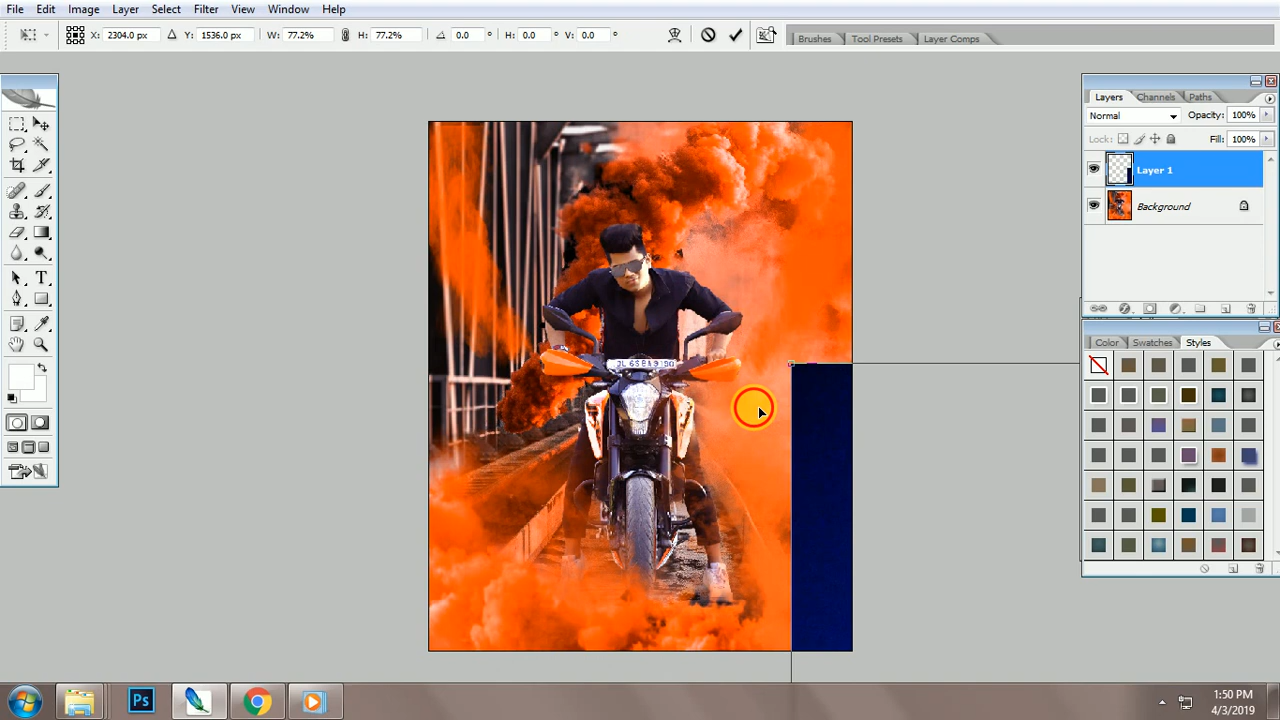 File Edit Image Layer Select Filter View Window Help
X: 2304.0 px Y: 1536.0 px W: 77.2% H: 77.2% 0.0 ° H: 0.0 ° V: 0.0 °
Brushes Tool Presets Layer Comps
Layers Channels Paths
Normal Opacity: 100%
Lock: Fill: 100%
Layer 1
Background
Color Swatches Styles
T
Ps
1:50 PM
4/3/2019